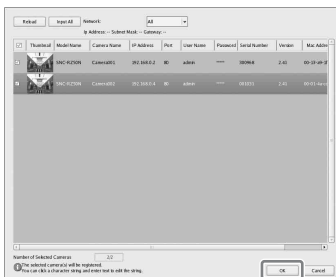 Reload Input All Network: All
Ip Address: -- Subnet Mask: -- Gateway: --
Thumbnail Model Name Camera Name IP Address Port User Name Password Serial Number Version Mac Addre
SNC-RZ50N Camera001 192.168.0.2 80 admin **** 000968 2.41
SNC-RZ50N Camera001 192.168.0.4 80 admin **** 001021 2.41
Number of Selected Cameras 2/2
The selected camera(s) will be registered.
You can click a character string and enter text to edit the string.
OK Cancel